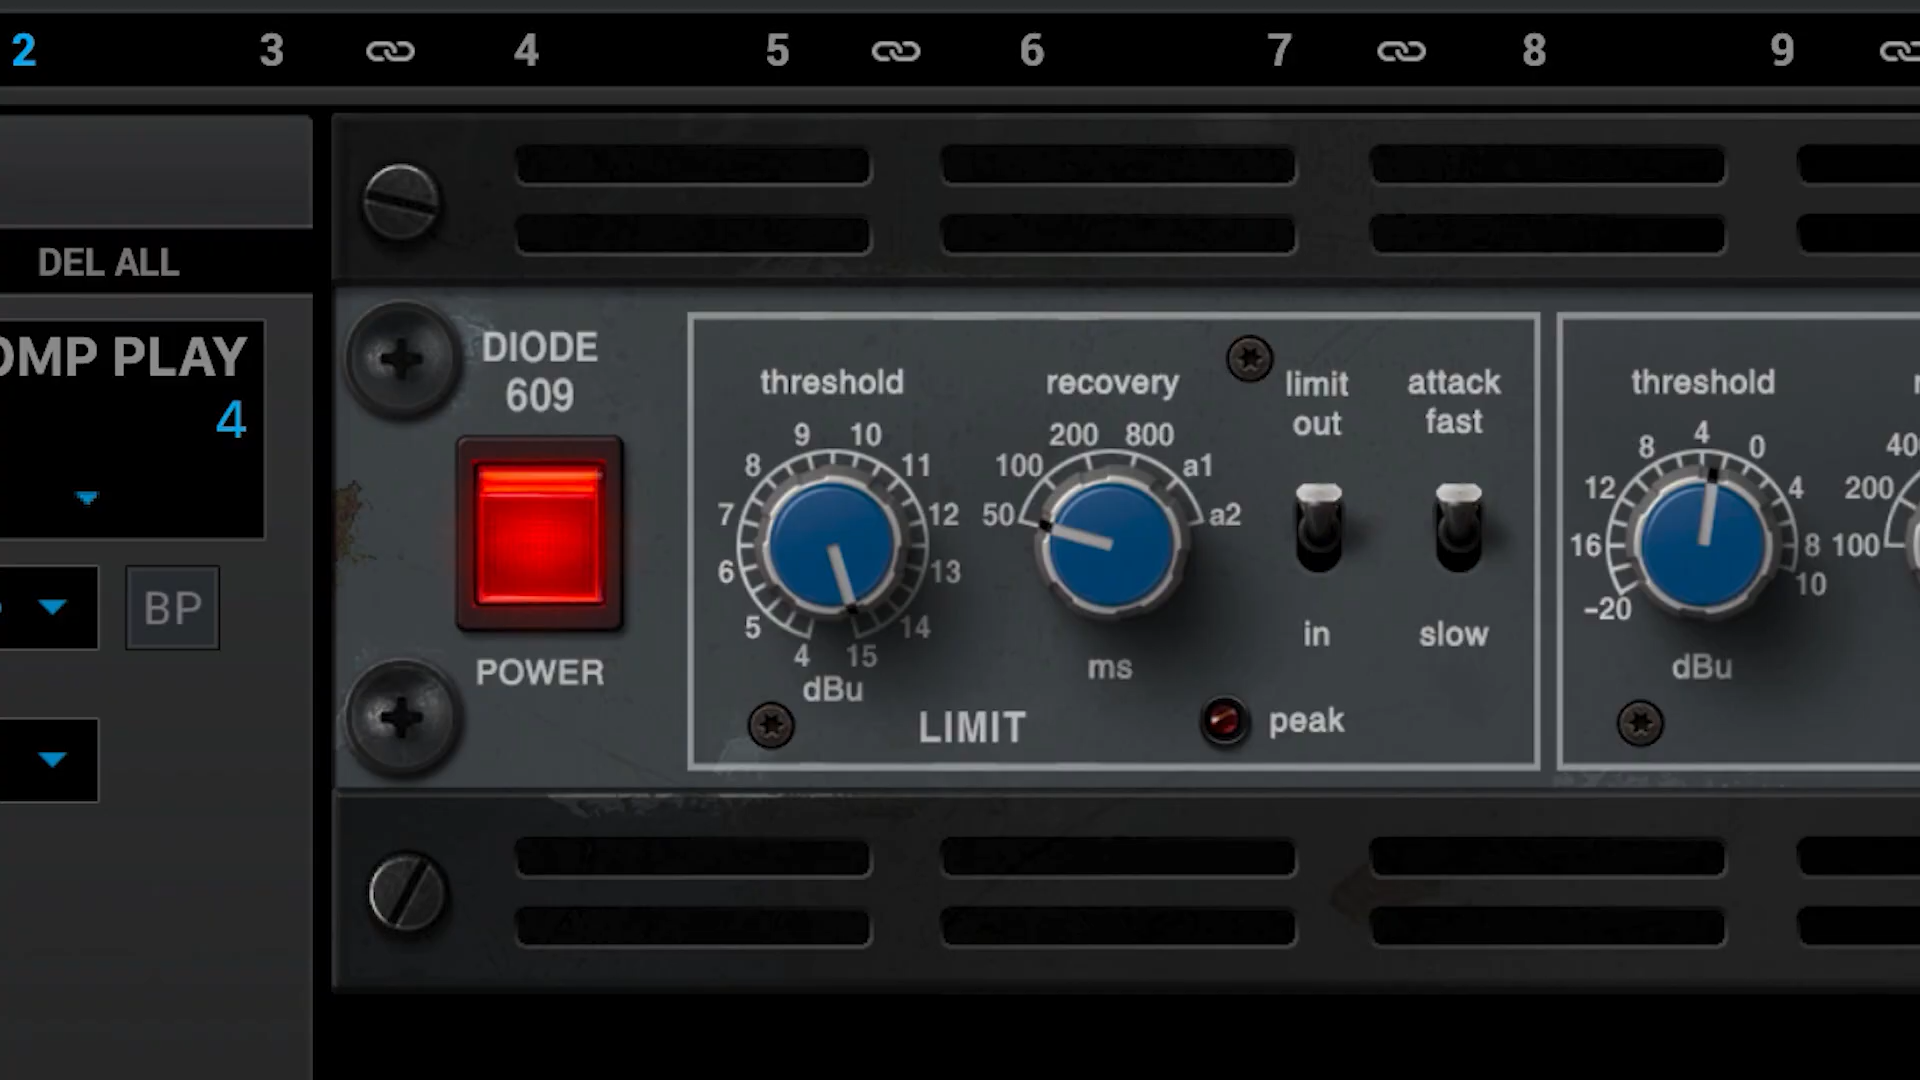 2 3 4 5 6 7 8 9
DEL ALL
OMP PLAY
4
BP
DIODE
609
POWER
threshold
4 5 6 7 8 9 10 11 12 13 14 15
dBu
recovery
50 100 200 800 a1 a2
ms
limit
out
in
attack
fast
slow
LIMIT
peak
threshold
-20 16 12 8 4 0 4 8 10
dBu
100 200 40